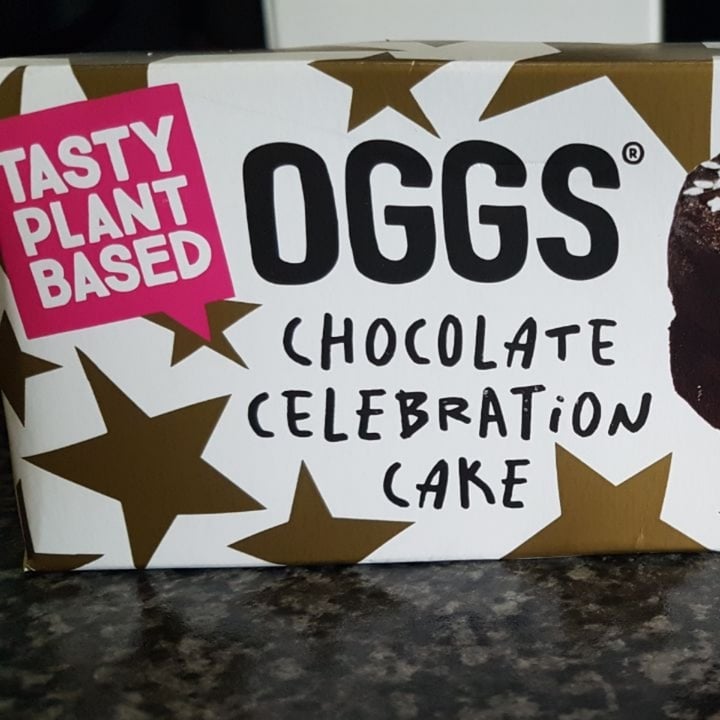 TASTY
PLANT
BASED
OGGS®
CHOCOLATE
CELEBRATiON
CAKE